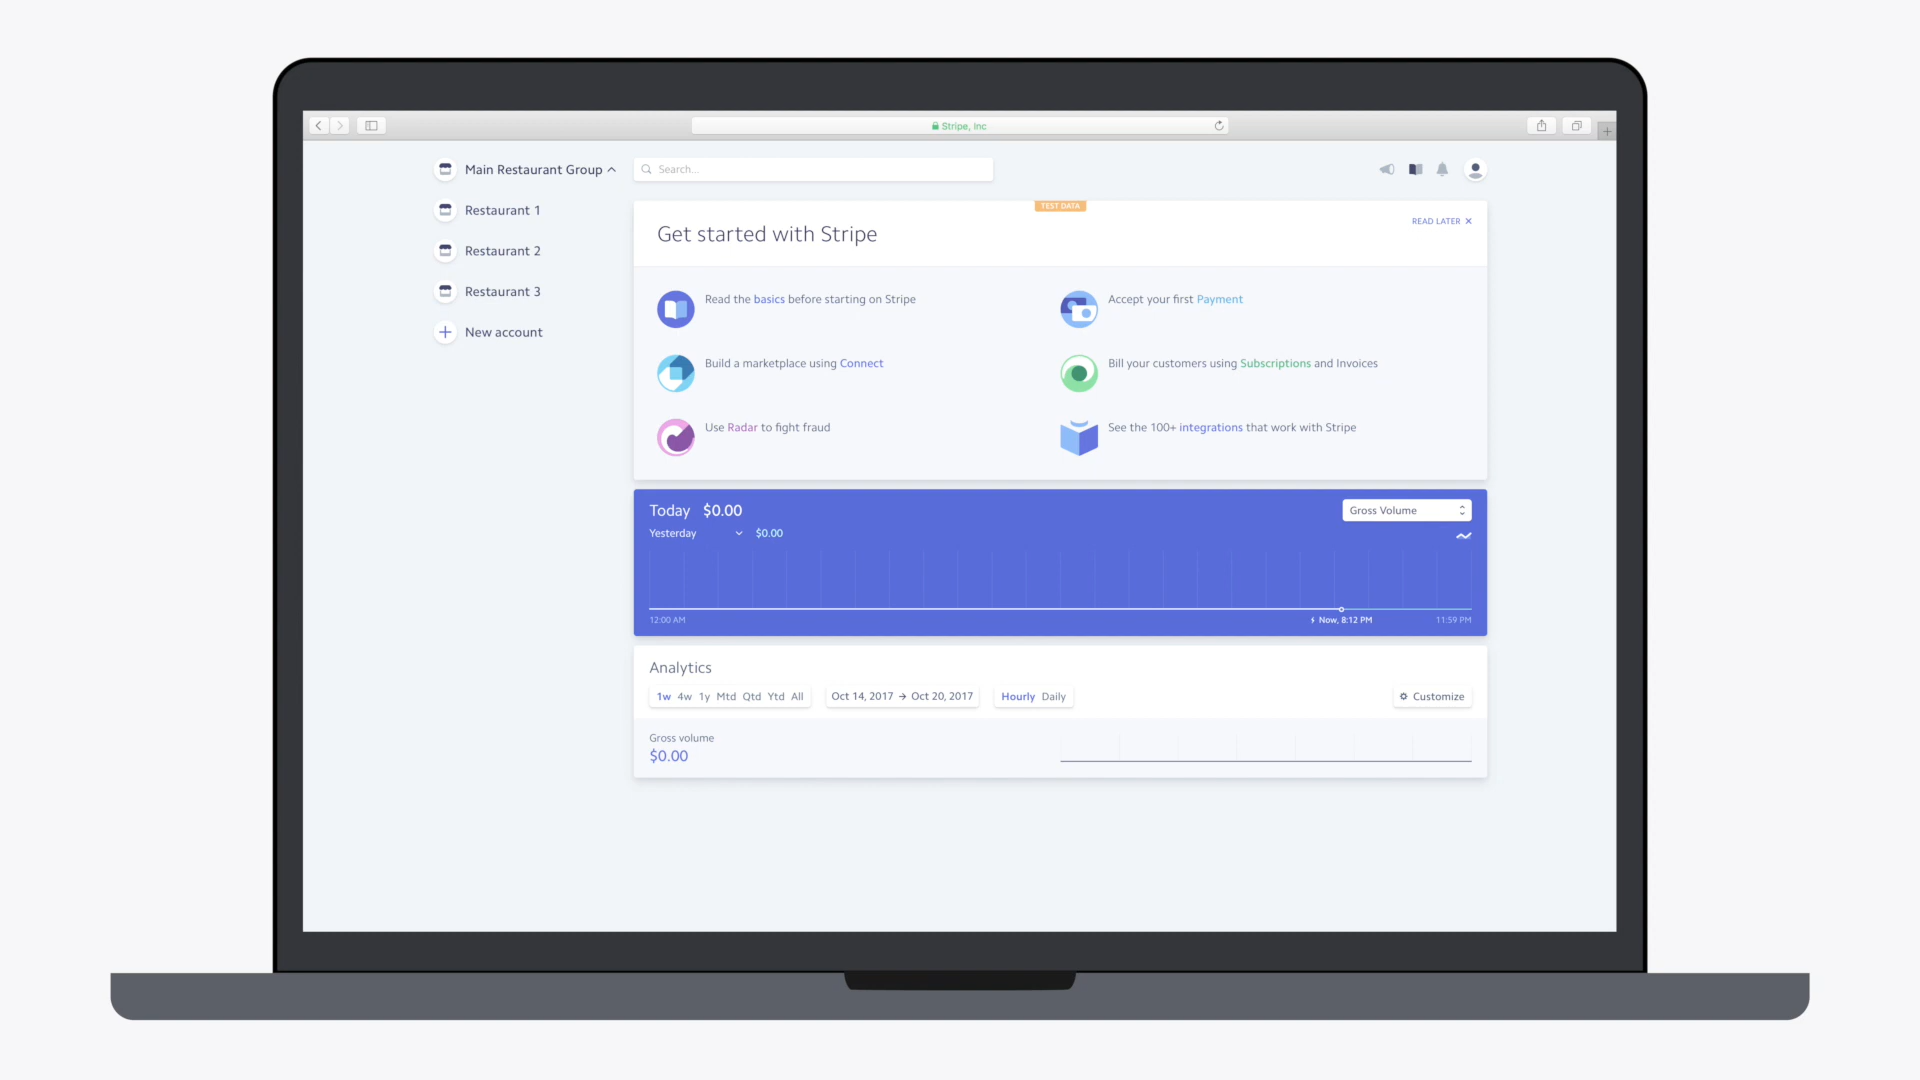 Stripe, Inc
Main Restaurant Group
Search...
Restaurant 1
Restaurant 2
Restaurant 3
New account
TEST DATA
READ LATER
Get started with Stripe
Read the basics before starting on Stripe
Accept your first Payment
Build a marketplace using Connect
Bill your customers using Subscriptions and Invoices
Use Radar to fight fraud
See the 100+ integrations that work with Stripe
Today $0.00
Gross Volume
Yesterday $0.00
12:00 AM
Now, 8:12 PM
11:59 PM
Analytics
1w 4w 1y Mtd Qtd Ytd All
Oct 14, 2017 → Oct 20, 2017
Hourly Daily
Customize
Gross volume
$0.00